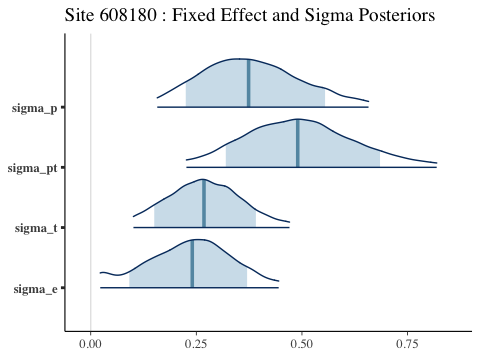 Site 608180 : Fixed Effect and Sigma Posteriors
sigma_p
sigma_pt
sigma_t
sigma_e
0.00 0.25 0.50 0.75